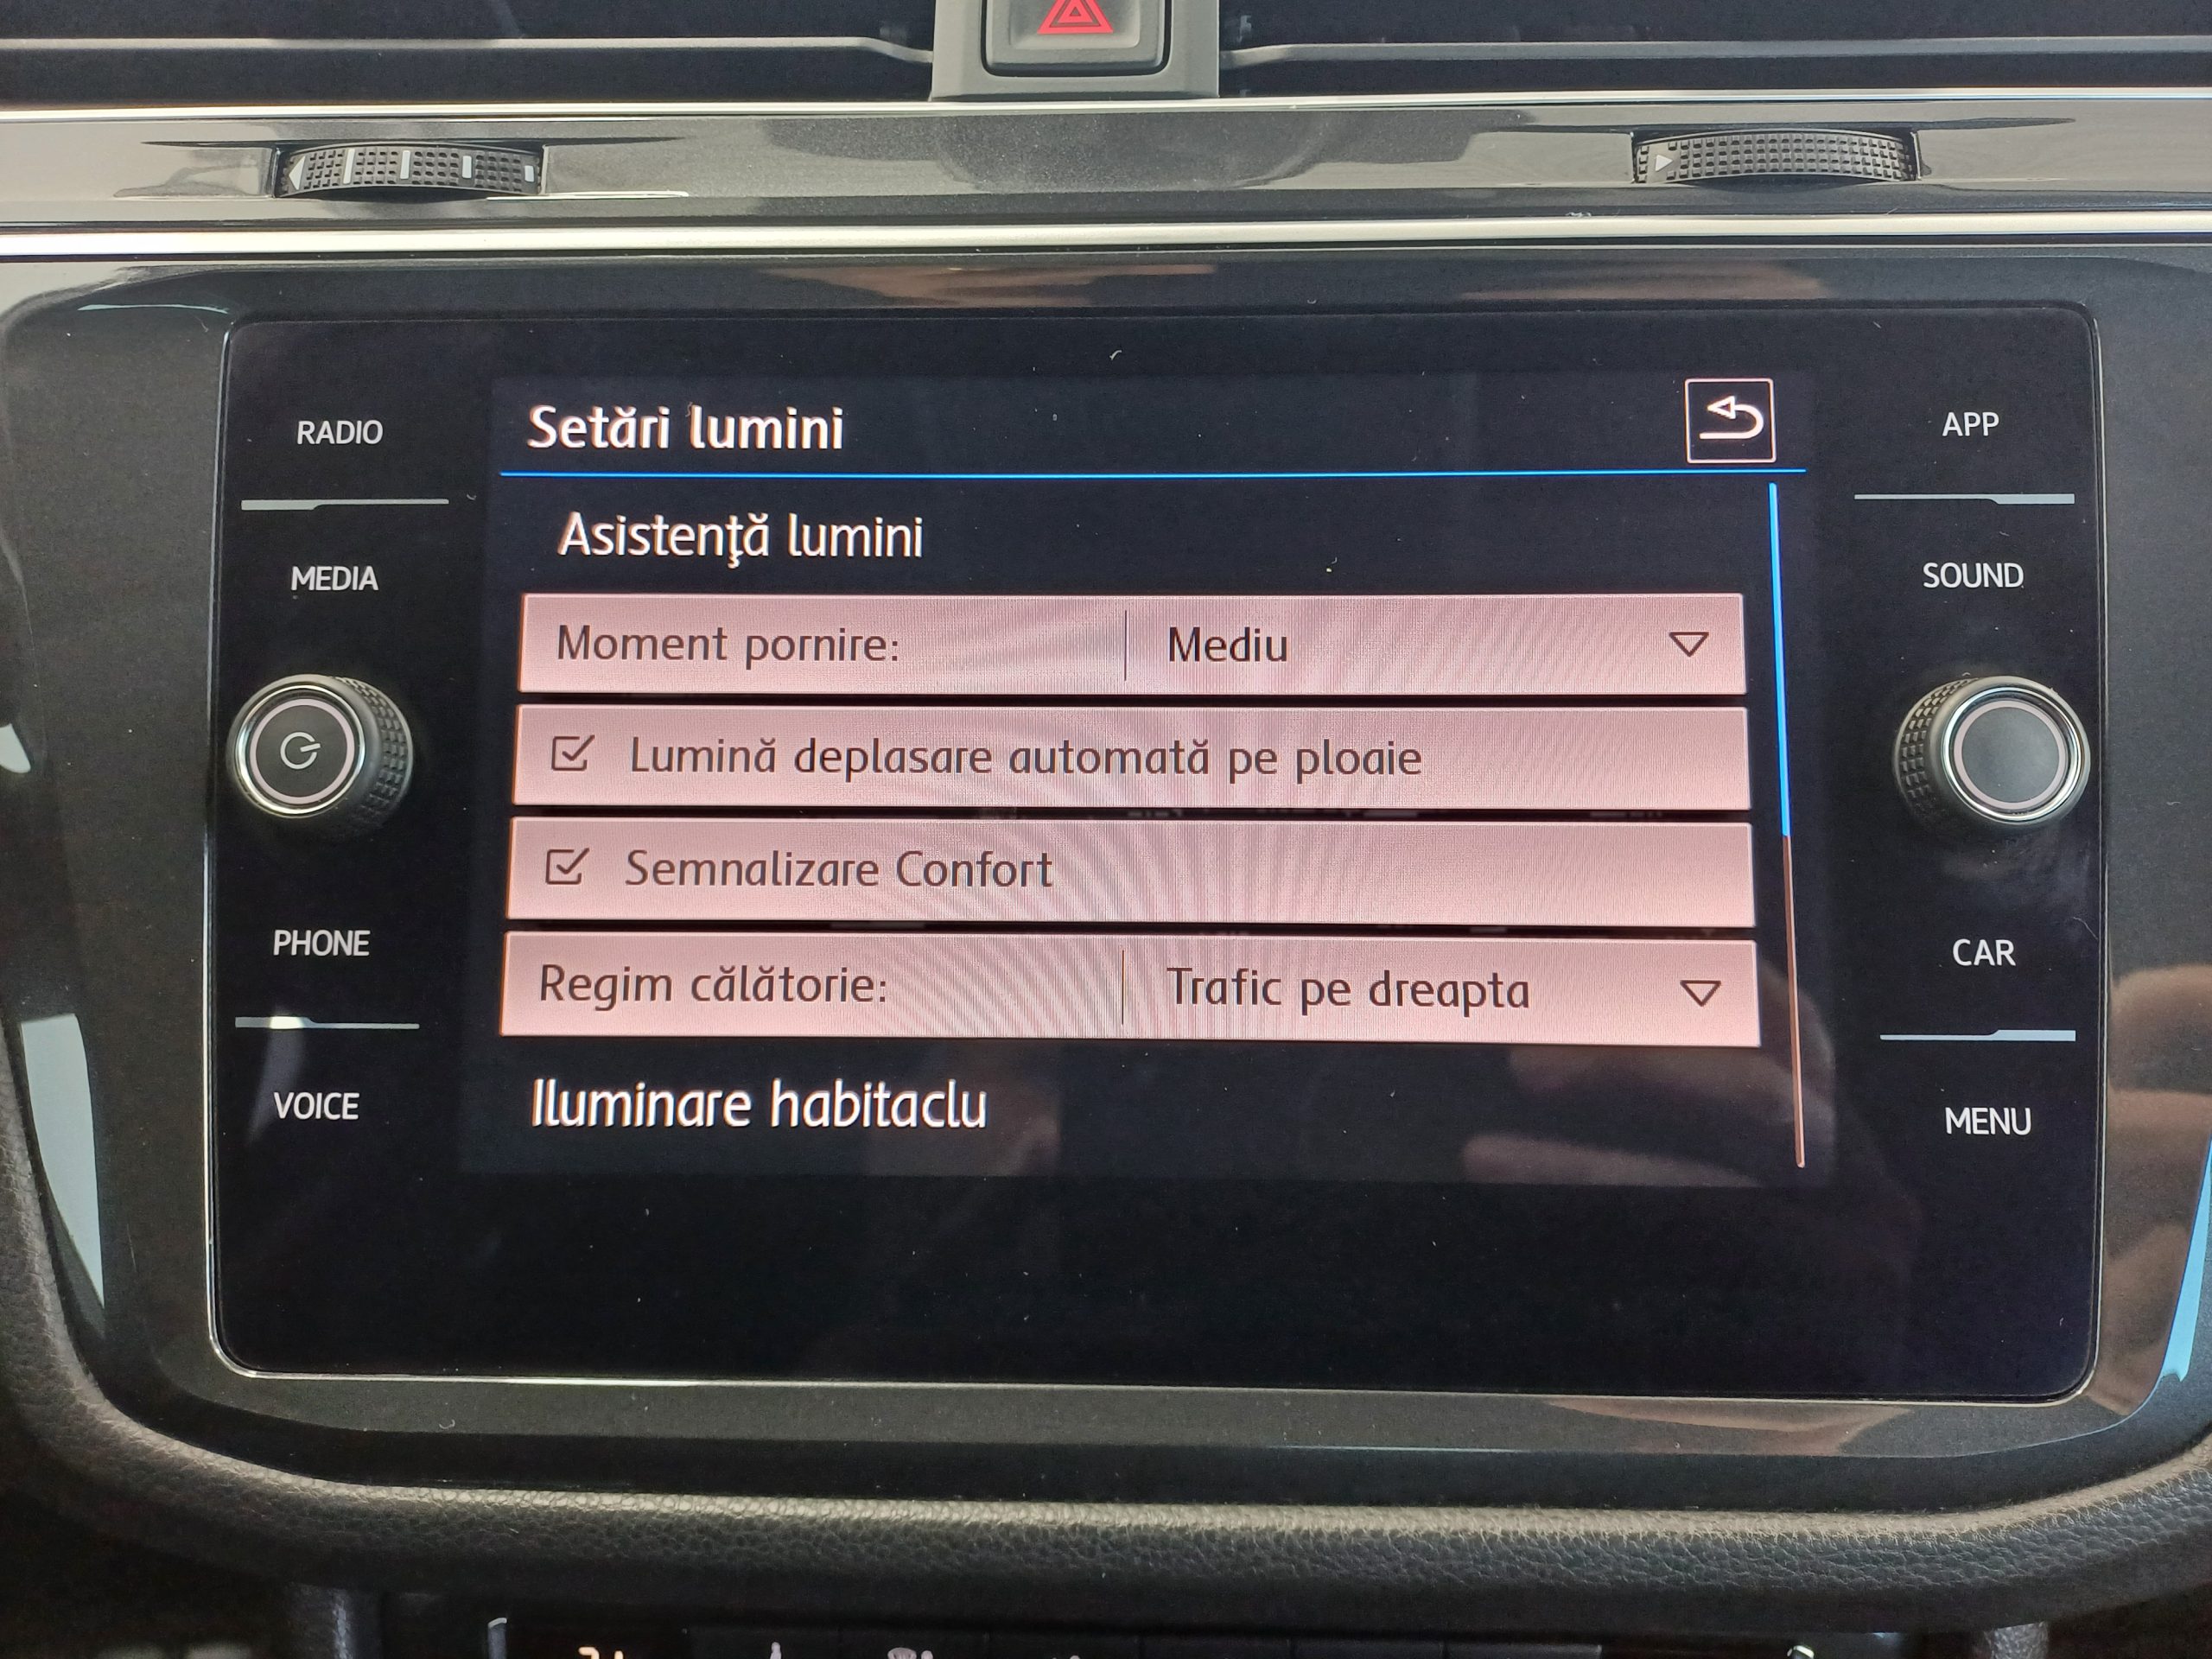 RADIO
MEDIA
PHONE
VOICE
Setări lumini
Asistenţă lumini
Moment pornire: Mediu
Lumină deplasare automată pe ploaie
Semnalizare Confort
Regim călătorie: Trafic pe dreapta
Iluminare habitaclu
APP
SOUND
CAR
MENU